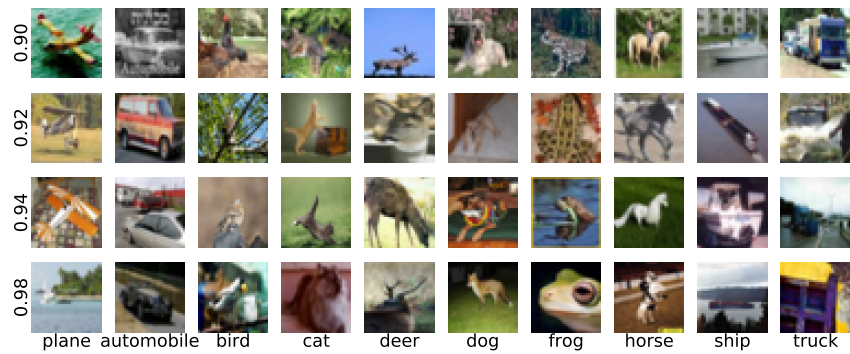 0.90
0.92
0.94
0.98
plane automobile bird cat deer dog frog horse ship truck